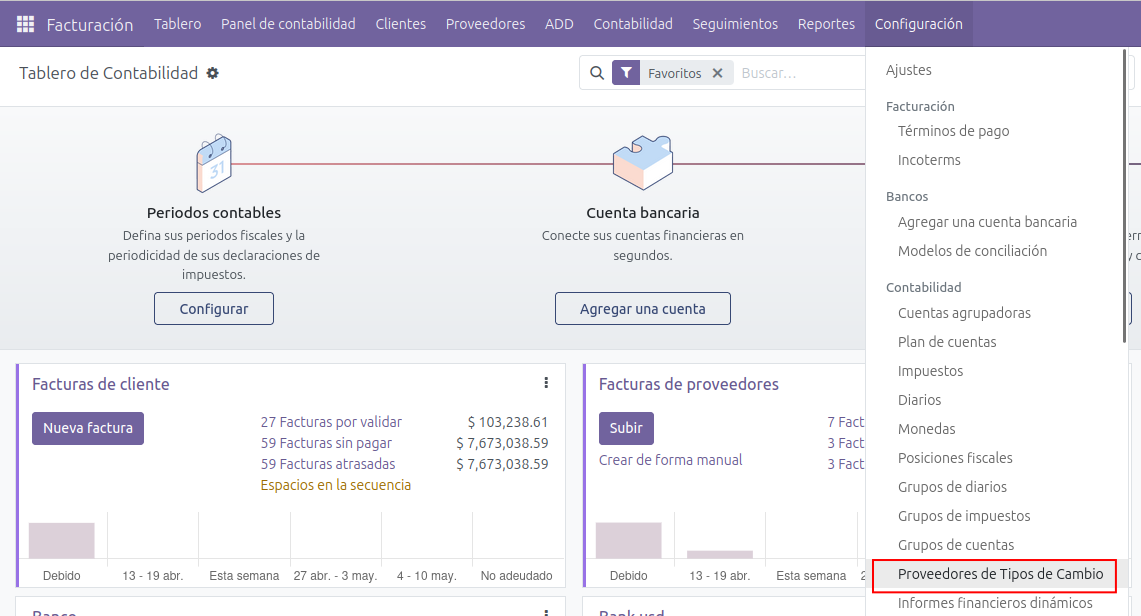 Facturación Tablero Panel de contabilidad Clientes Proveedores ADD Contabilidad Seguimientos Reportes Configuración
Tablero de Contabilidad
Favoritos
Buscar...
31
Periodos contables
Defina sus periodos fiscales y la
periodicidad de sus declaraciones de
impuestos.
Configurar
Cuenta bancaria
Conecte sus cuentas financieras en
segundos.
Agregar una cuenta
Facturas de cliente
Nueva factura
27 Facturas por validar $ 103,238.61
59 Facturas sin pagar $ 7,673,038.59
59 Facturas atrasadas $ 7,673,038.59
Espacios en la secuencia
Debido 13 - 19 abr. Esta semana 27 abr. - 3 may. 4 - 10 may. No adeudado
Facturas de proveedores
Subir
Crear de forma manual
7 Fact
3 Fact
3 Fact
Debido 13 - 19 abr. Esta semana 2
Banco
Bank usd
Ajustes
Facturación
Términos de pago
Incoterms
Bancos
Agregar una cuenta bancaria
Modelos de conciliación
Contabilidad
Cuentas agrupadoras
Plan de cuentas
Impuestos
Diarios
Monedas
Posiciones fiscales
Grupos de diarios
Grupos de impuestos
Grupos de cuentas
Proveedores de Tipos de Cambio
Informes financieros dinámicos